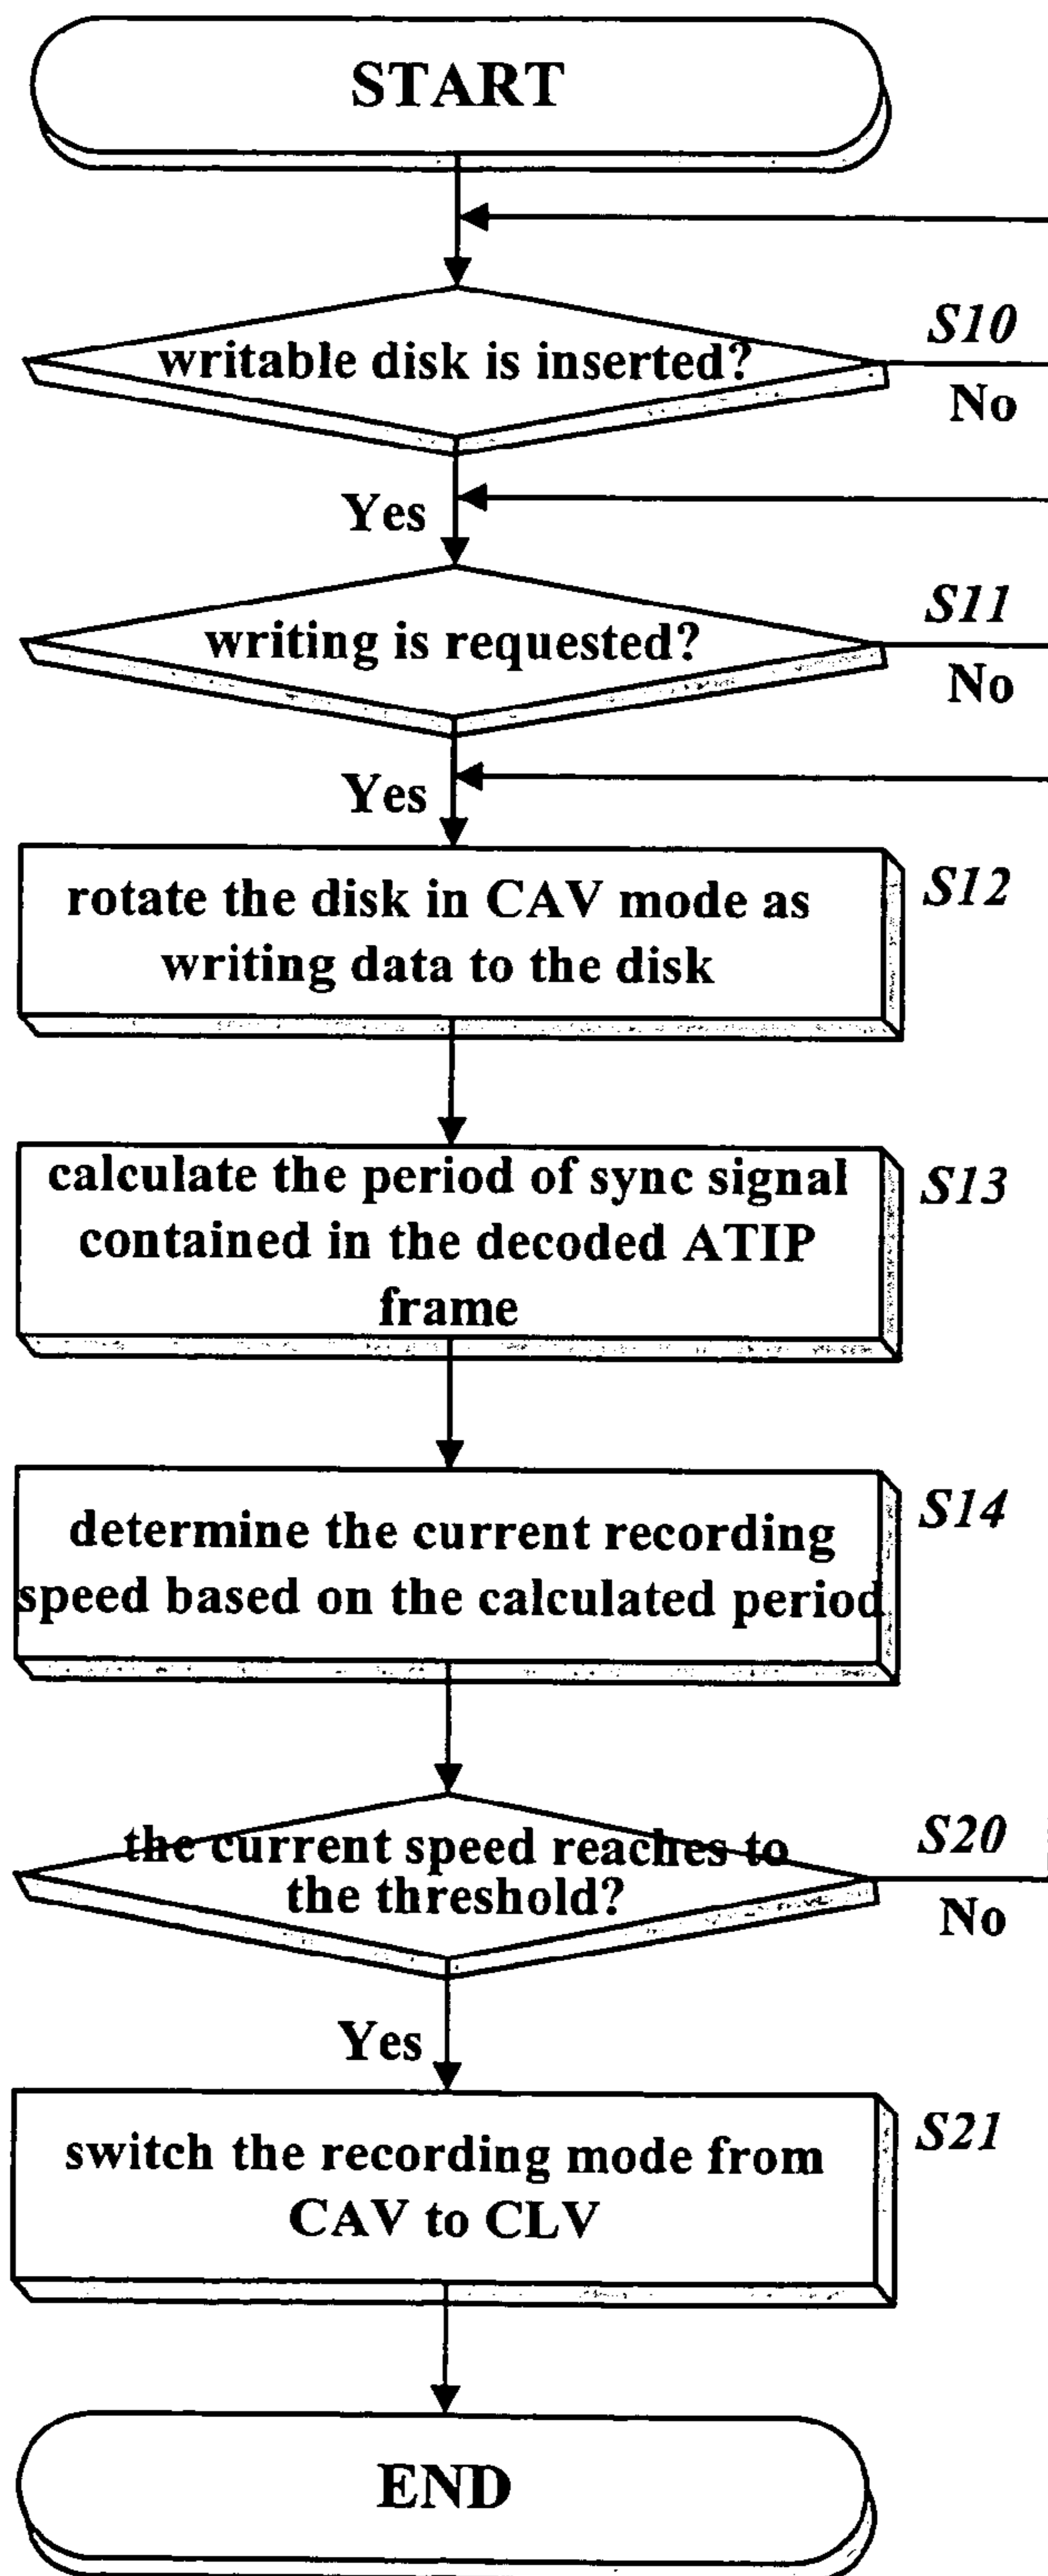 START
writable disk is inserted?
S10
No
Yes
writing is requested?
S11
No
Yes
rotate the disk in CAV mode as
writing data to the disk
S12
calculate the period of sync signal
contained in the decoded ATIP
frame
S13
determine the current recording
speed based on the calculated period
S14
the current speed reaches to
the threshold?
S20
No
Yes
switch the recording mode from
CAV to CLV
S21
END